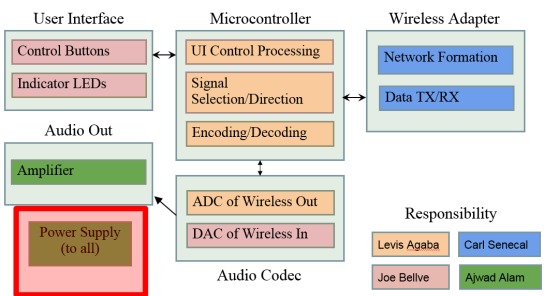 User Interface
Control Buttons
Indicator LEDs
Microcontroller
UI Control Processing
Signal
Selection/Direction
Encoding/Decoding
Wireless Adapter
Network Formation
Data TX/RX
Audio Out
Amplifier
Power Supply
(to all)
ADC of Wireless Out
DAC of Wireless In
Audio Codec
Responsibility
Levis Agaba
Carl Senecal
Joe Bellve
Ajwad Alam